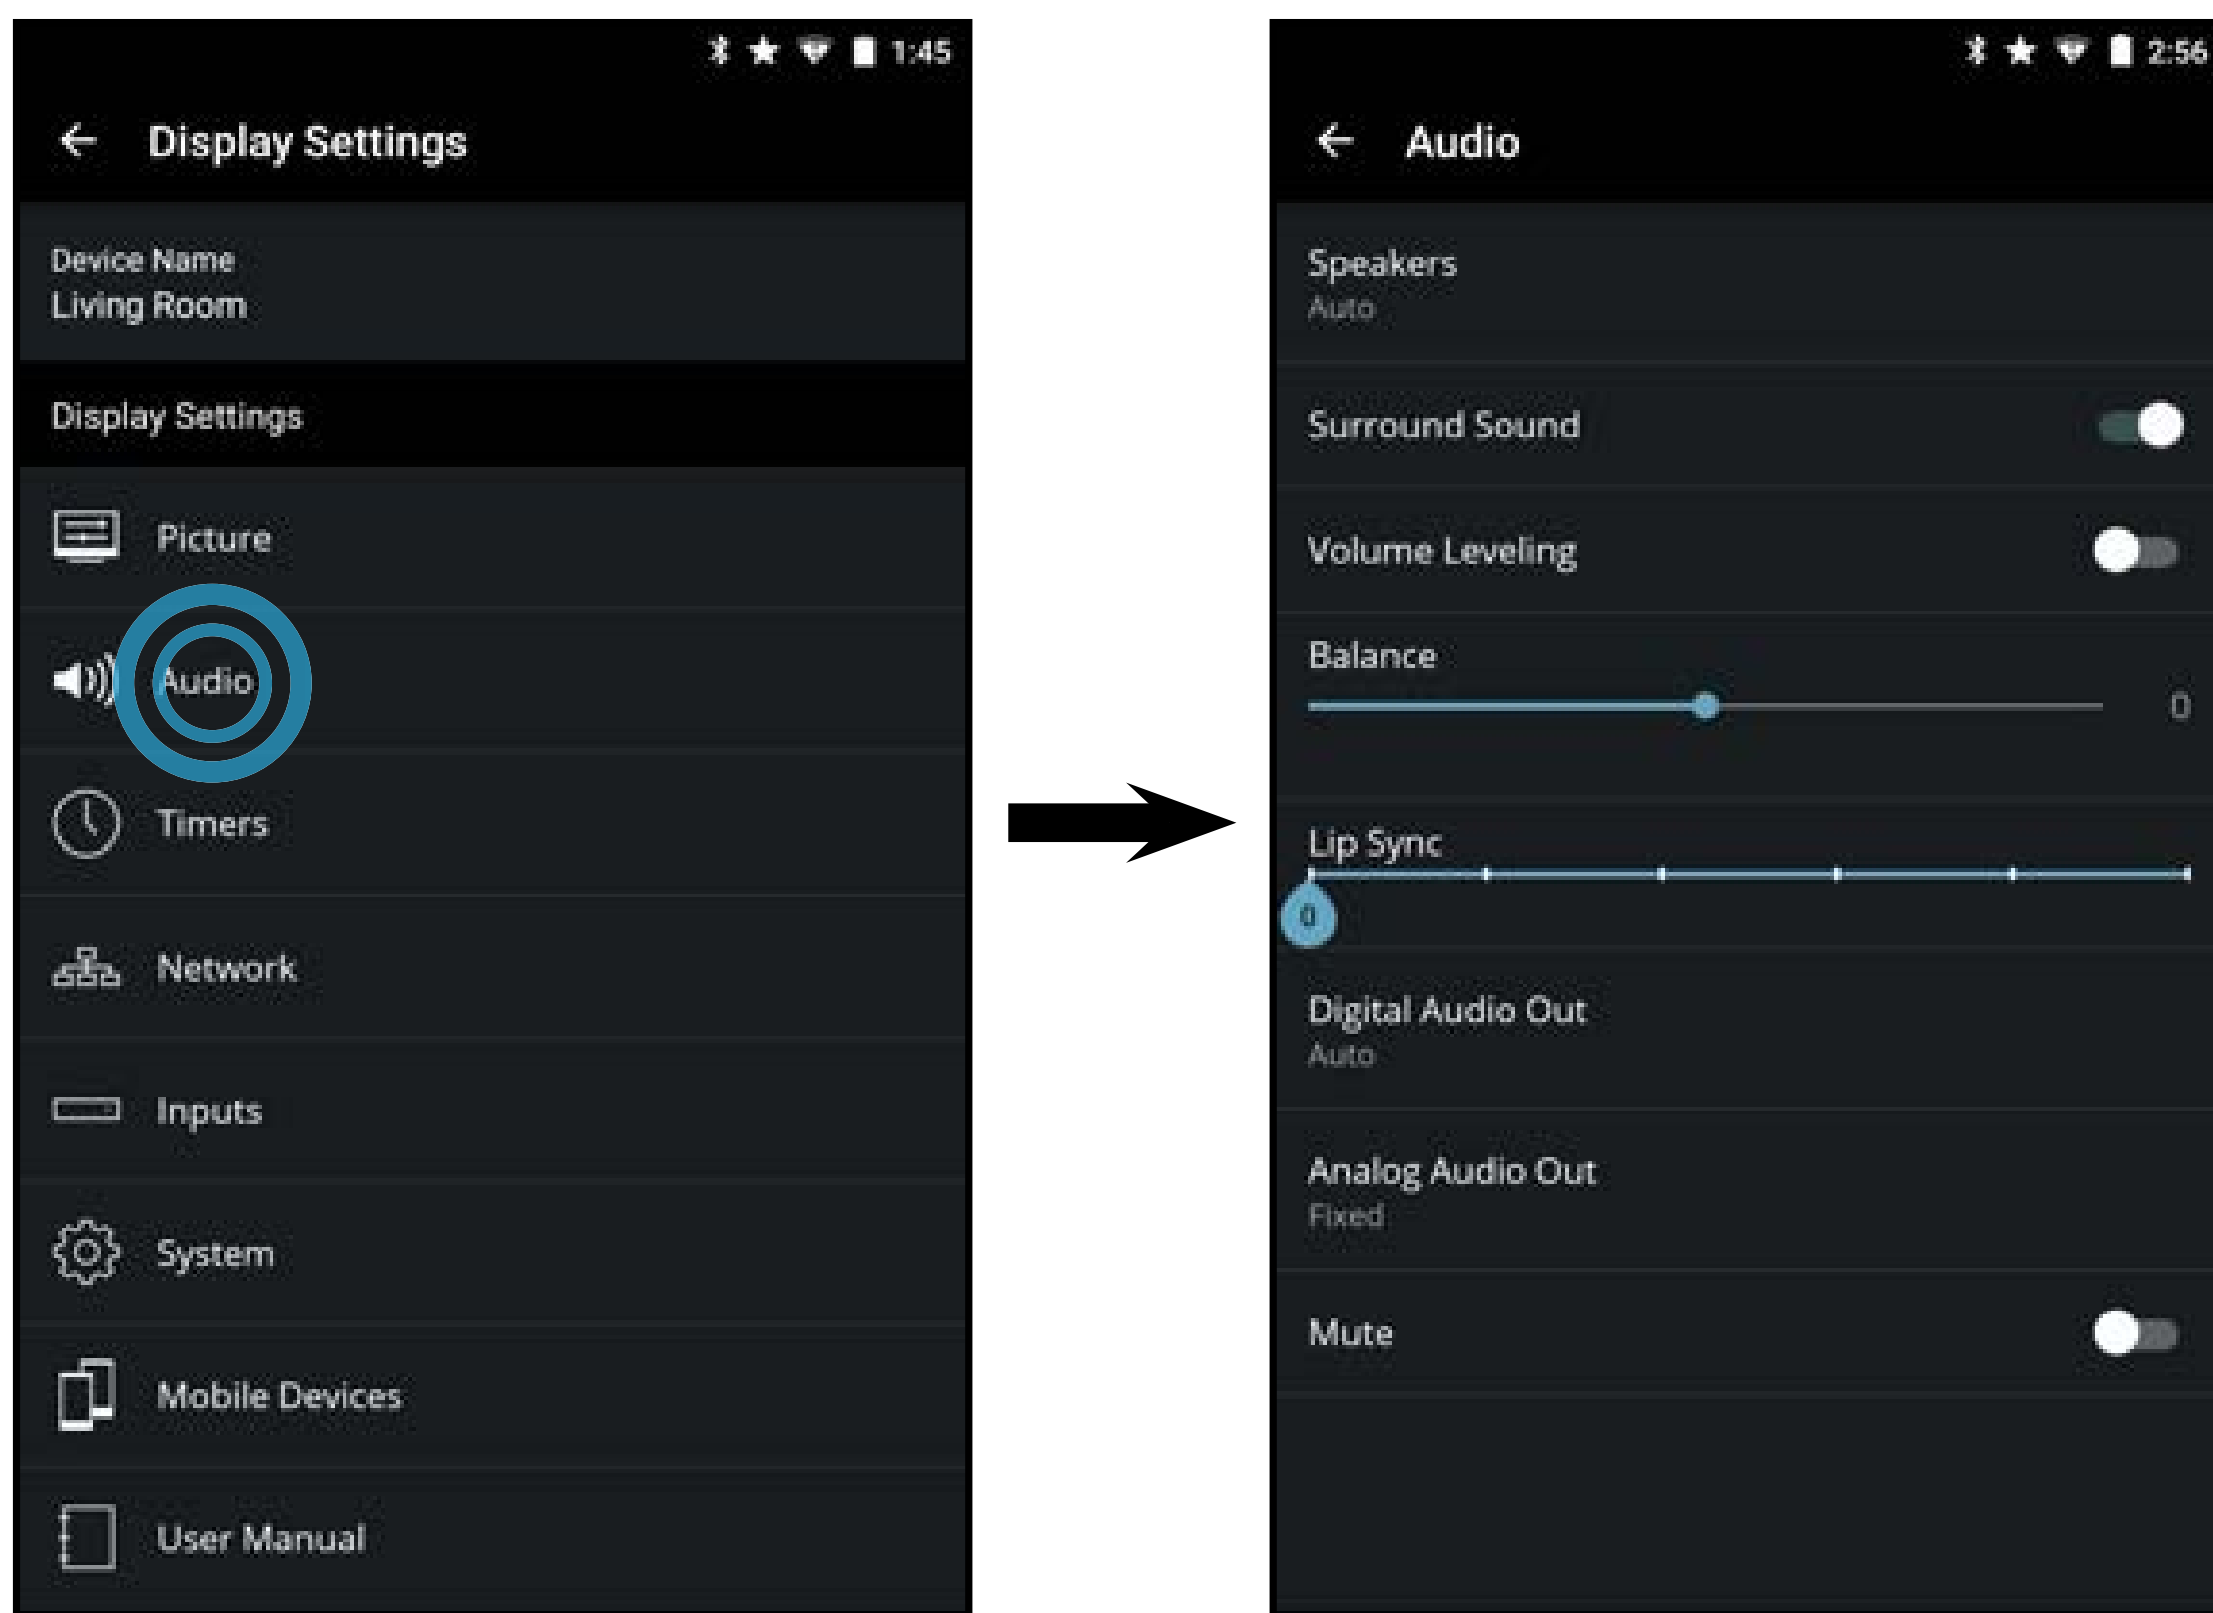 1:45
Display Settings
Device Name
Living Room
Display Settings
Picture
Audio
Timers
Network
Inputs
System
Mobile Devices
User Manual
2:56
Audio
Speakers
Auto
Surround Sound
Volume Leveling
Balance
0
Lip Sync
0
Digital Audio Out
Auto
Analog Audio Out
Fixed
Mute